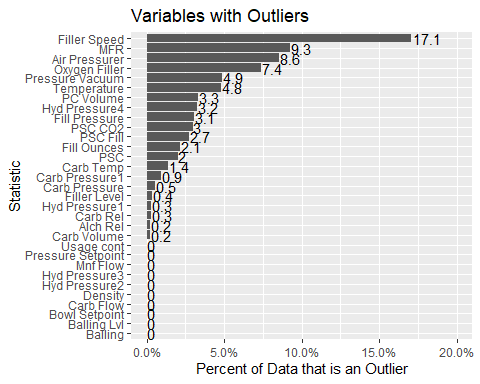 Variables with Outliers
Filler Speed 17.1
MFR 9.3
Air Pressurer 8.6
Oxygen Filler 7.4
Pressure Vacuum 4.9
Temperature 4.8
PC Volume 3.3
Hyd Pressure4 3.2
Fill Pressure 3.1
PSC CO2 3
PSC Fill 2.7
Fill Ounces 2.1
PSC 2
Carb Temp 1.4
Carb Pressure1 0.9
Carb Pressure 0.5
Filler Level 0.4
Hyd Pressure1 0.3
Carb Rel 0.3
Alch Rel 0.2
Carb Volume 0.2
Usage cont 0
Pressure Setpoint 0
Mnf Flow 0
Hyd Pressure3 0
Hyd Pressure2 0
Density 0
Carb Flow 0
Bowl Setpoint 0
Balling Lvl 0
Balling 0
Statistic
0.0% 5.0% 10.0% 15.0% 20.0%
Percent of Data that is an Outlier